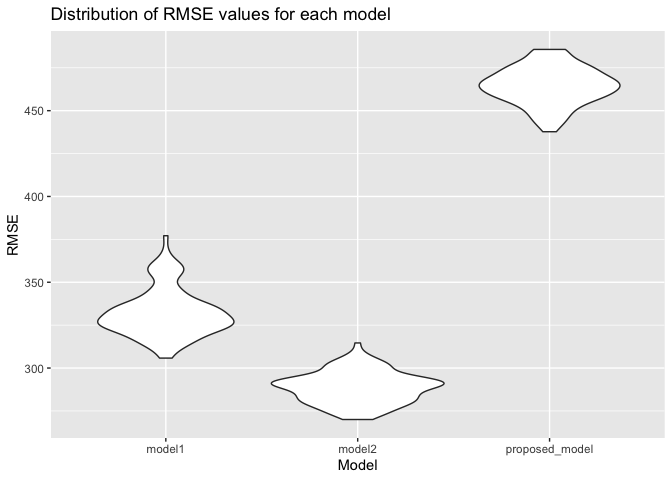 Distribution of RMSE values for each model
RMSE
450
400
350
300
model1 model2 proposed_model
Model